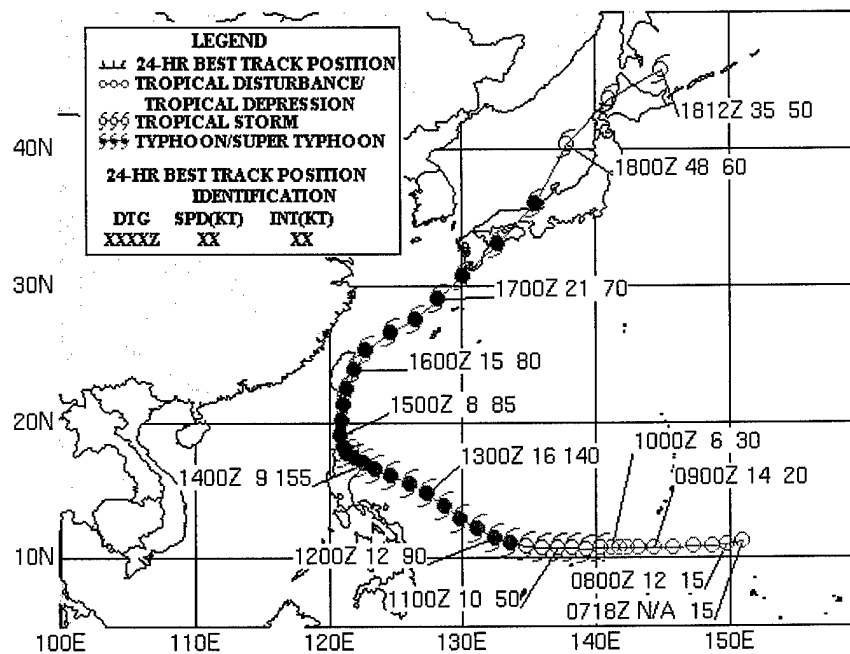 LEGEND
24-HR BEST TRACK POSITION
TROPICAL DISTURBANCE/
TROPICAL DEPRESSION
TROPICAL STORM
TYPHOON/SUPER TYPHOON
24-HR BEST TRACK POSITION
IDENTIFICATION
DTG SPD(KT) INT(KT)
XXXXZ XX XX
1812Z 35 50
40N
1800Z 48 60
30N
1700Z 21 70
1600Z 15 80
1500Z 8 85
20N
1000Z 6 30
1300Z 16 140
1400Z 9 155
0900Z 14 20
10N
1200Z 12 90
0800Z 12 15
1100Z 10 50
0718Z N/A 15
100E 110E 120E 130E 140E 150E